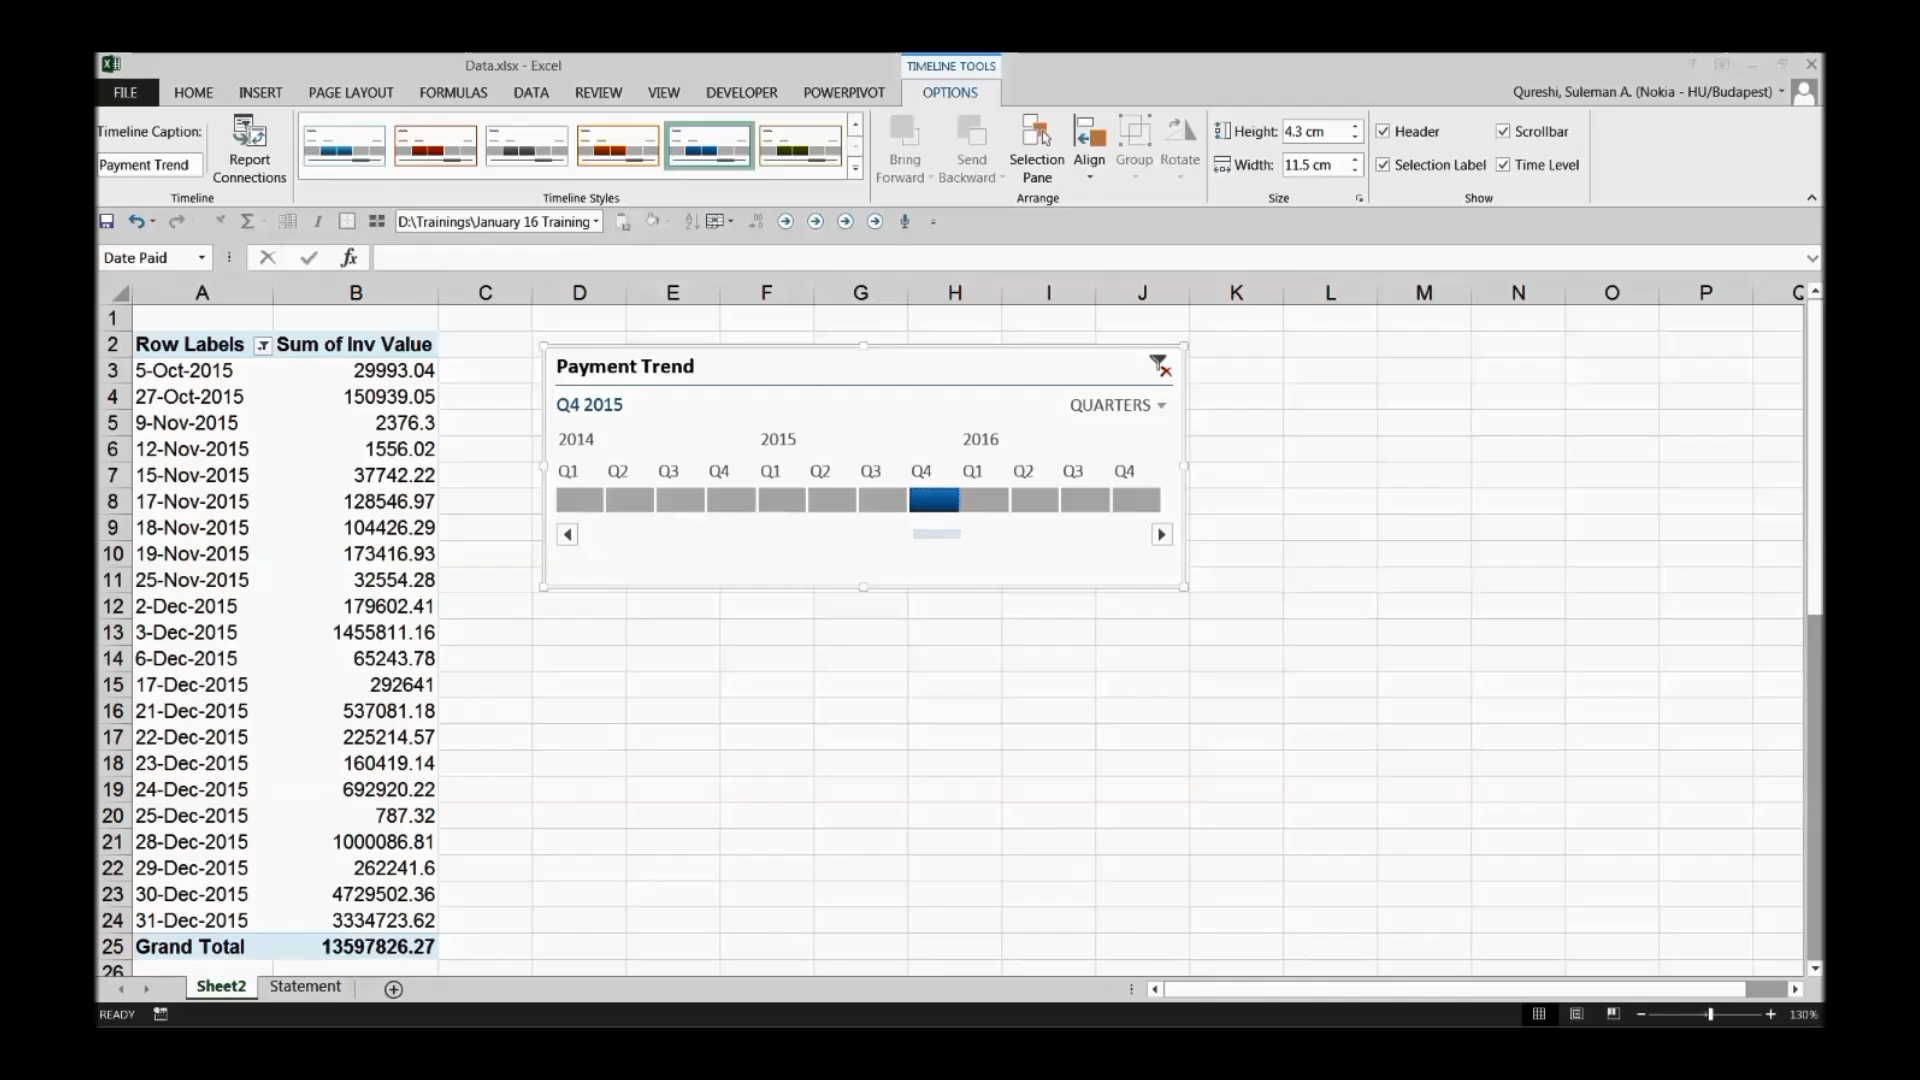 Data.xlsx - Excel
TIMELINE TOOLS
FILE HOME INSERT PAGE LAYOUT FORMULAS DATA REVIEW VIEW DEVELOPER POWERPIVOT OPTIONS
Qureshi, Suleman A. (Nokia - HU/Budapest)
Timeline Caption:
Payment Trend
Report Connections
Timeline
Timeline Styles
Bring Forward
Send Backward
Selection Pane
Align
Group
Rotate
Arrange
Height: 4.3 cm
Width: 11.5 cm
Size
Header
Scrollbar
Selection Label
Time Level
Show
D:\Trainings\January 16 Training
Date Paid
fx
A B C D E F G H I J K L M N O P
1
2 Row Labels Sum of Inv Value
3 5-Oct-2015 29993.04
4 27-Oct-2015 150939.05
5 9-Nov-2015 2376.3
6 12-Nov-2015 1556.02
7 15-Nov-2015 37742.22
8 17-Nov-2015 128546.97
9 18-Nov-2015 104426.29
10 19-Nov-2015 173416.93
11 25-Nov-2015 32554.28
12 2-Dec-2015 179602.41
13 3-Dec-2015 1455811.16
14 6-Dec-2015 65243.78
15 17-Dec-2015 292641
16 21-Dec-2015 537081.18
17 22-Dec-2015 225214.57
18 23-Dec-2015 160419.14
19 24-Dec-2015 692920.22
20 25-Dec-2015 787.32
21 28-Dec-2015 1000086.81
22 29-Dec-2015 262241.6
23 30-Dec-2015 4729502.36
24 31-Dec-2015 3334723.62
25 Grand Total 13597826.27
26
Payment Trend
Q4 2015
QUARTERS
2014 2015 2016
Q1 Q2 Q3 Q4 Q1 Q2 Q3 Q4 Q1 Q2 Q3 Q4
Sheet2 Statement
READY
130%